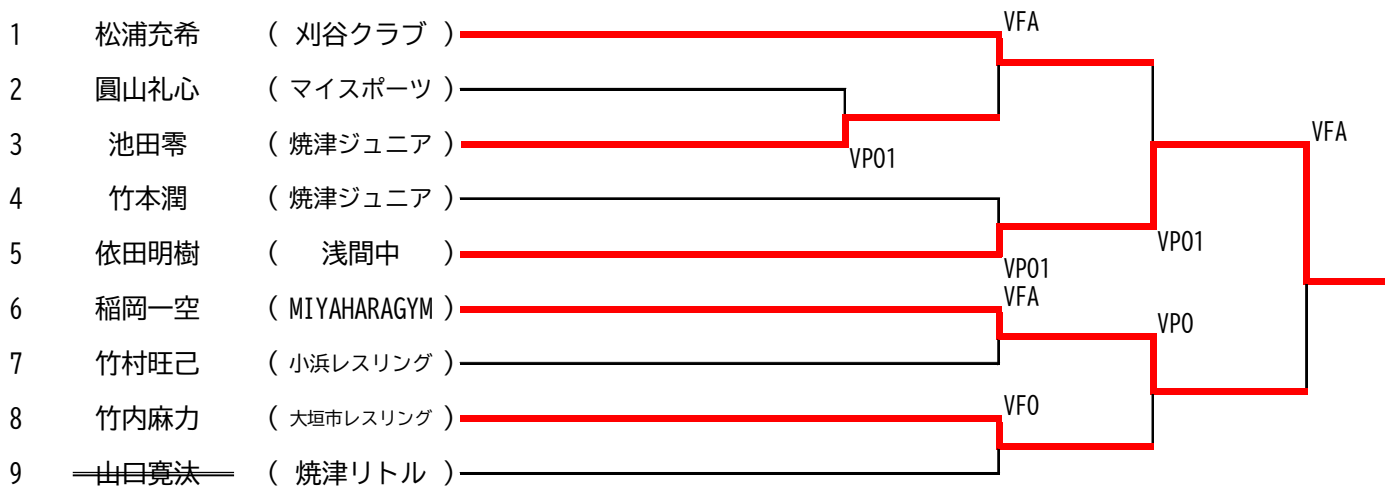 1 松浦充希 ( 刈谷クラブ ) VFA
2 圓山礼心 ( マイスポーツ )
3 池田零 ( 焼津ジュニア ) VPO1 VFA
4 竹本潤 ( 焼津ジュニア )
5 依田明樹 ( 浅間中 ) VPO1 VPO1
6 稲岡一空 ( MIYAHARAGYM ) VFA VPO
7 竹村旺己 ( 小浜レスリング )
8 竹内麻力 ( 大垣市レスリング ) VFO
9 山口寛汰 ( 焼津リトル )